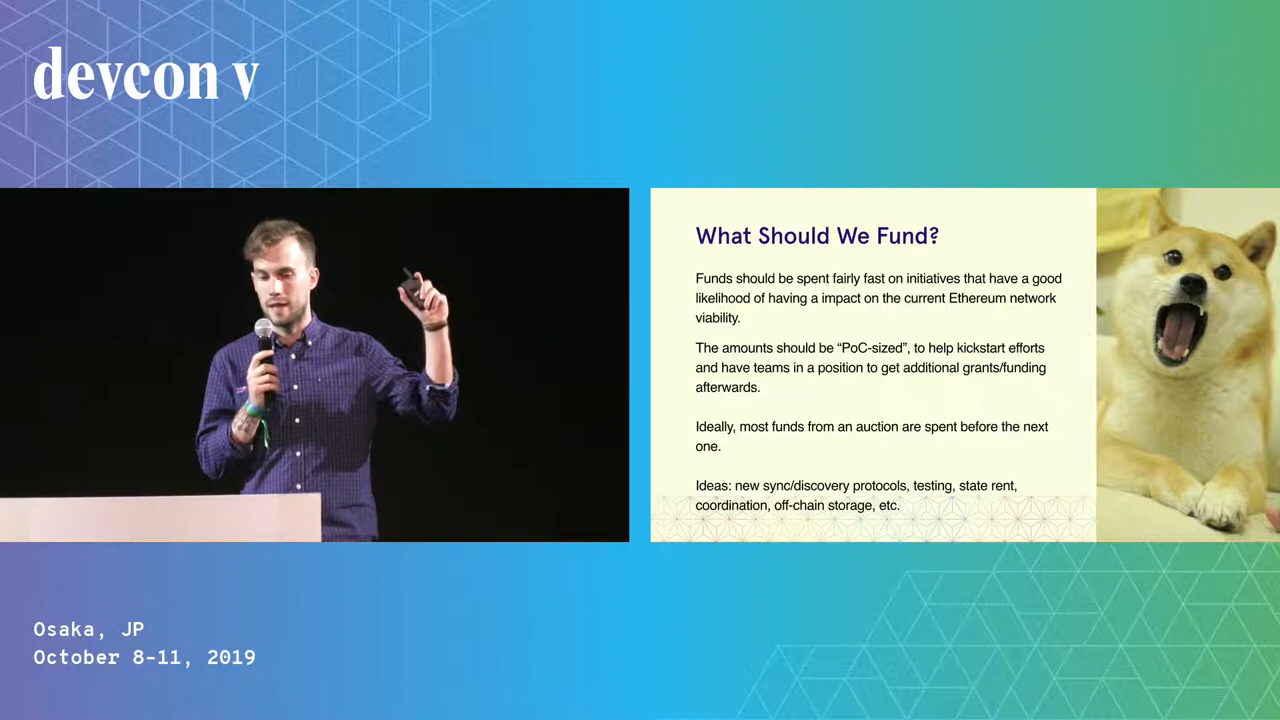 devcon v
What Should We Fund?
Funds should be spent fairly fast on initiatives that have a good
likelihood of having a impact on the current Ethereum network
viability.
The amounts should be “PoC-sized”, to help kickstart efforts
and have teams in a position to get additional grants/funding
afterwards.
Ideally, most funds from an auction are spent before the next
one.
Ideas: new sync/discovery protocols, testing, state rent,
coordination, off-chain storage, etc.
Osaka, JP
October 8-11, 2019